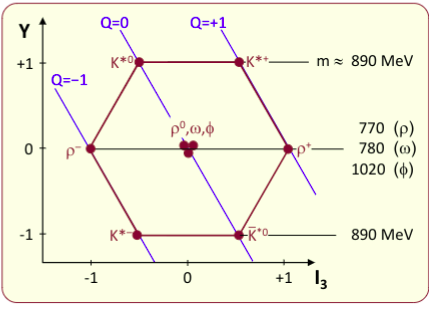 Y
Q=0
Q=+1
+1
K*⁰
K*⁺
m ≈ 890 MeV
Q=−1
ρ⁰,ω,ϕ
770 (ρ)
0
ρ⁻
ρ⁺
780 (ω)
1020 (ϕ)
-1
K*⁻
K̅*⁰
890 MeV
-1
0
+1
I₃